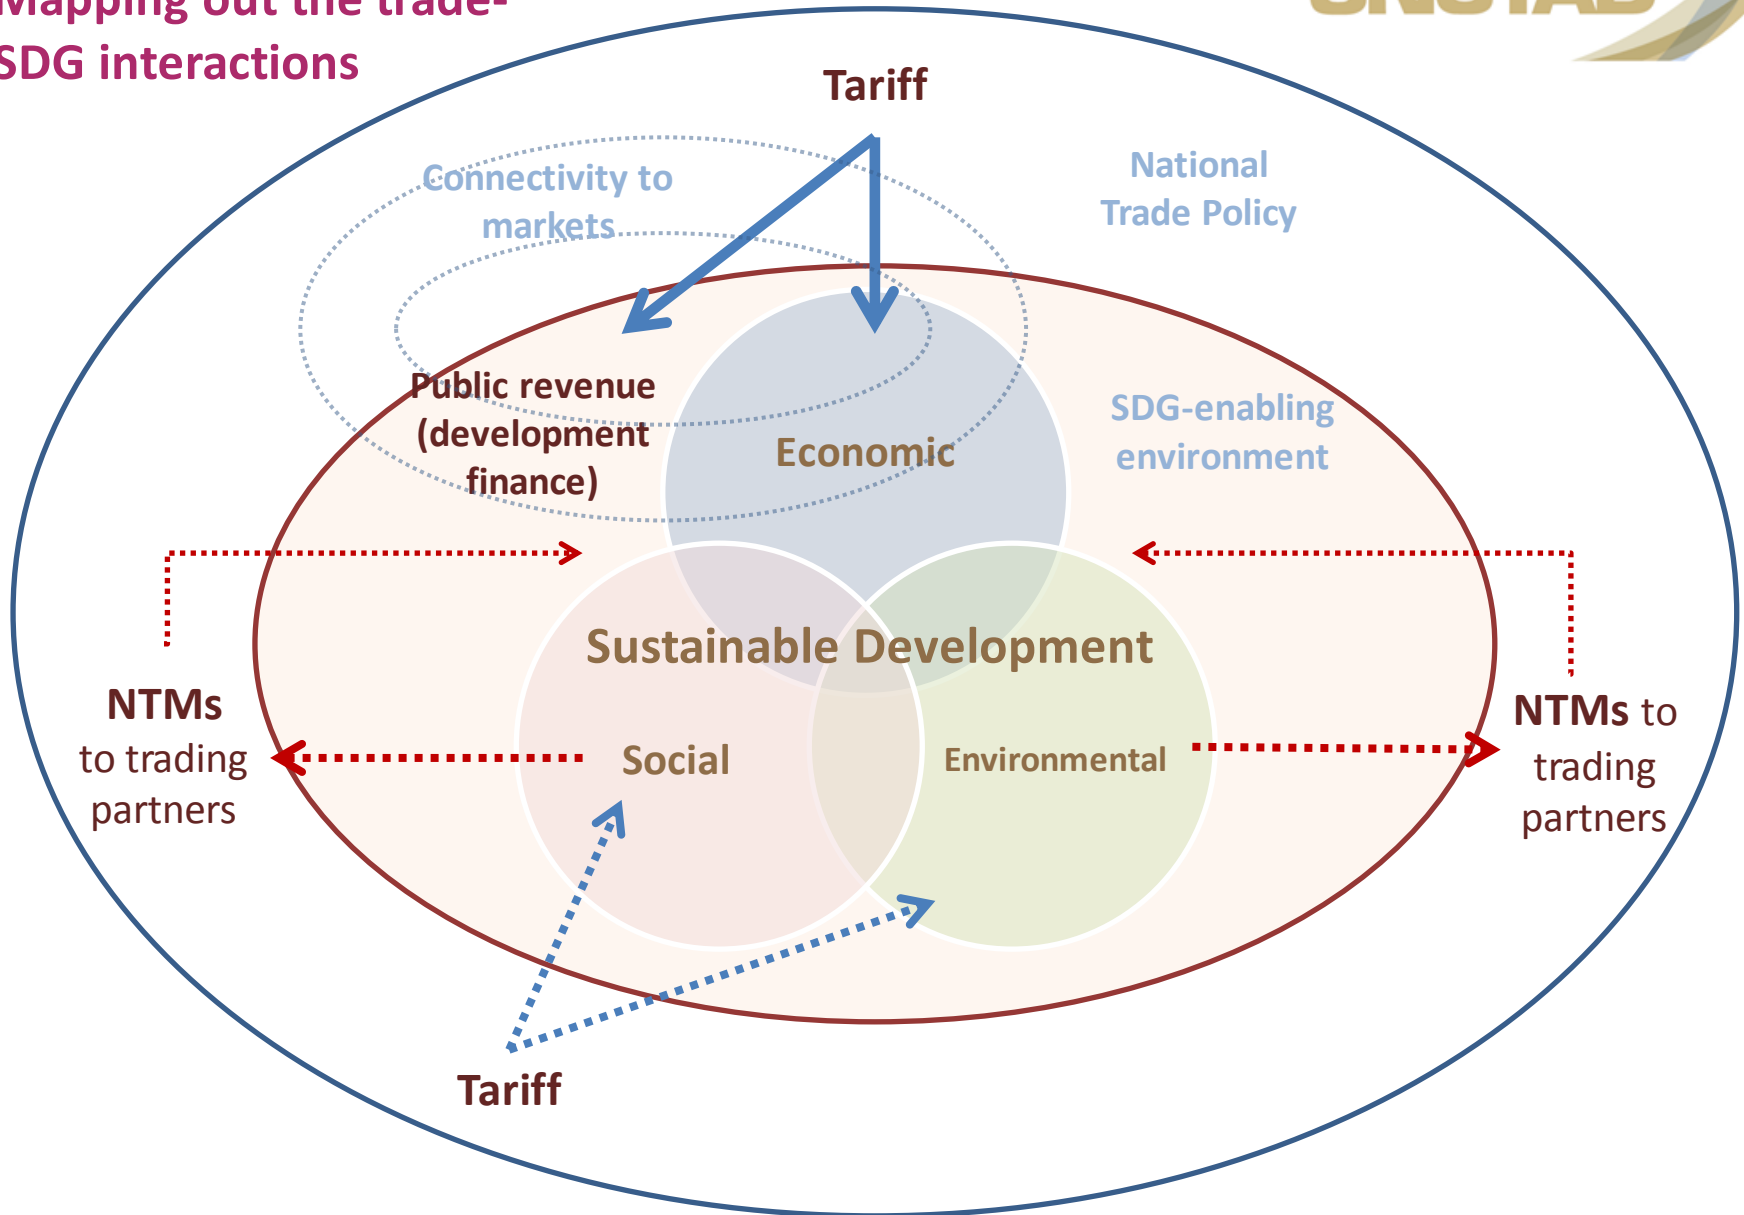 Mapping out the trade-
SDG interactions
Tariff
Connectivity to
markets
National
Trade Policy
Public revenue
(development
finance)
SDG-enabling
environment
Economic
Sustainable Development
NTMs
to trading
partners
Social
Environmental
NTMs to
trading
partners
Tariff